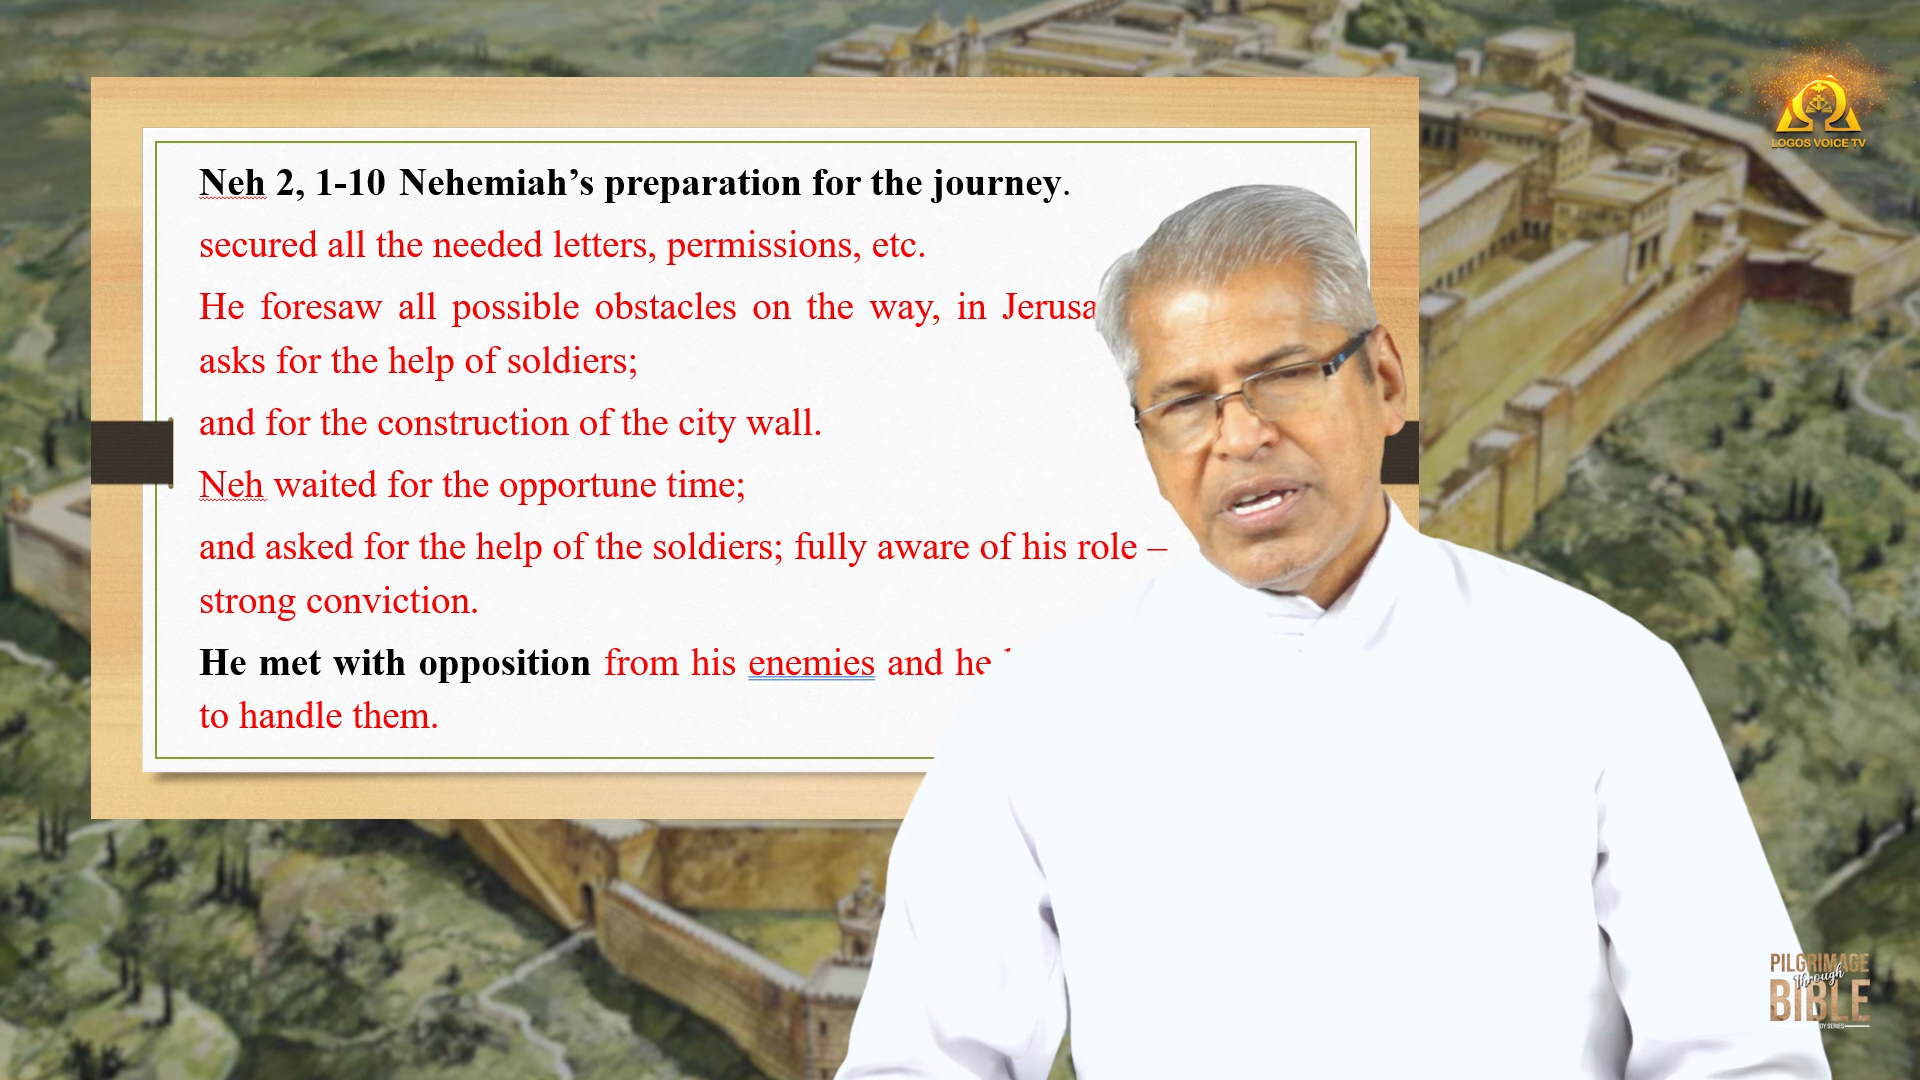 Neh 2, 1-10 Nehemiah’s preparation for the journey.
secured all the needed letters, permissions, etc.
He foresaw all possible obstacles on the way, in
asks for the help of soldiers;
and for the construction of the city wall.
Neh waited for the opportune time;
and asked for the help of the soldiers; fully aware of his role –
strong conviction.
He met with opposition from his enemies and he
to handle them.
LOGOS VOICE TV
PILGRIMAGE
through
BIBLE